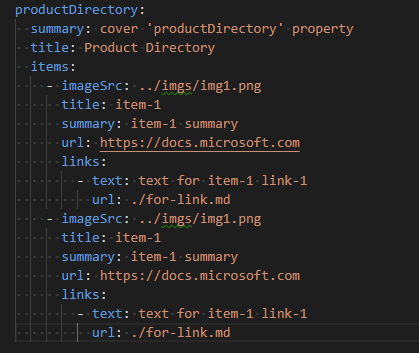 productDirectory:
  summary: cover 'productDirectory' property
  title: Product Directory
  items:
    - imageSrc: ../imgs/img1.png
      title: item-1
      summary: item-1 summary
      url: https://docs.microsoft.com
      links:
        - text: text for item-1 link-1
          url: ./for-link.md
    - imageSrc: ../imgs/img1.png
      title: item-1
      summary: item-1 summary
      url: https://docs.microsoft.com
      links:
        - text: text for item-1 link-1
          url: ./for-link.md